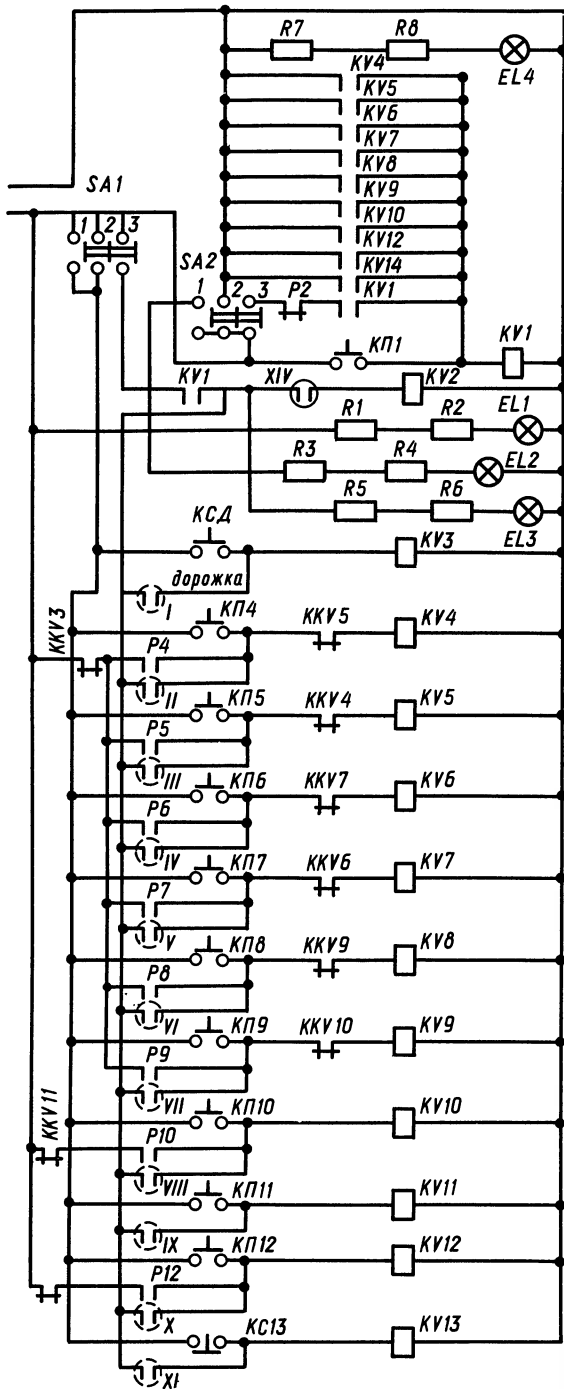 R7 R8
KV4 EL4
KV5
KV6
KV7
SA1 KV8
KV9
1 2 3 KV10
KV12
SA2 KV14
1 2 3 P2 KV1
КП1 KV1
KV1 XIV KV2
R1 R2 EL1
R3 R4 EL2
R5 R6 EL3
КСД KV3
дорожка
KKV3 I КП4 KKV5 KV4
P4
II КП5 KKV4 KV5
P5
III КП6 KKV7 KV6
P6
IV КП7 KKV6 KV7
P7
V КП8 KKV9 KV8
P8
VI КП9 KKV10 KV9
P9
KKV11 VII КП10 KV10
P10
VIII КП11 KV11
IX КП12 KV12
P12
X КС13 KV13
XI